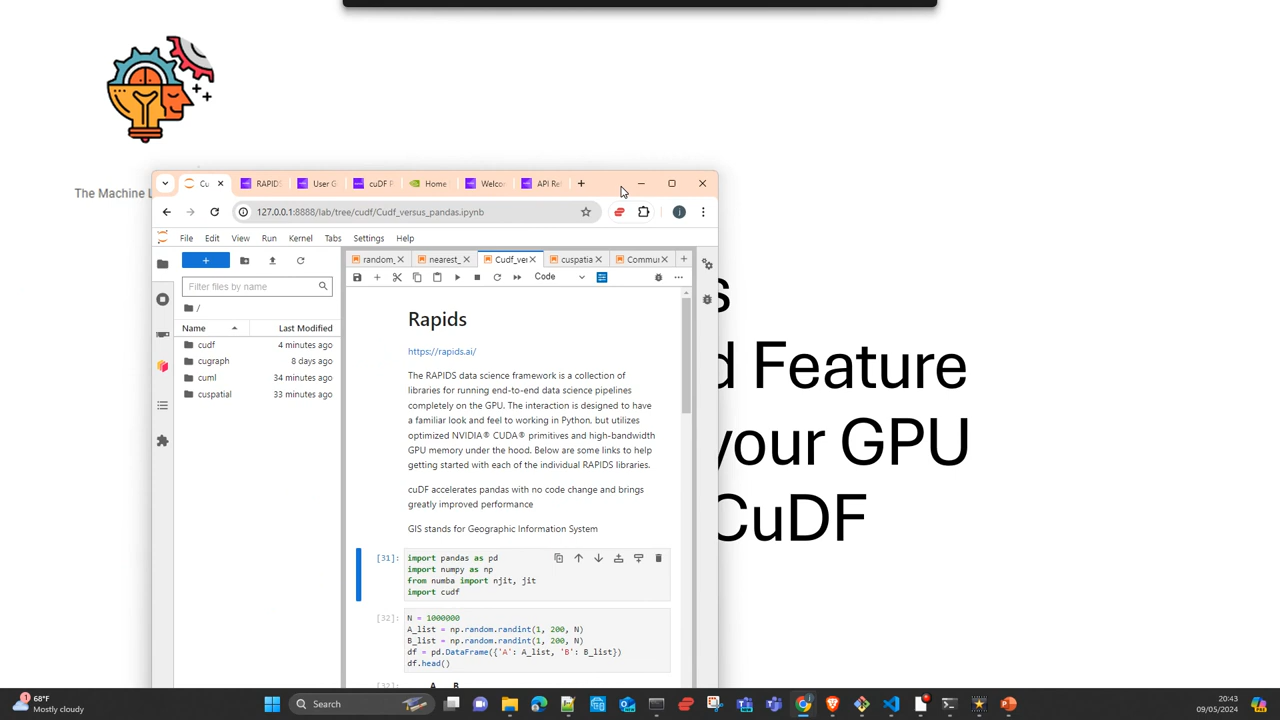 The Machine L
Cu
RAPIDS
User G
cuDF F
Home
Welco
API Re
127.0.0.1:8888/lab/tree/cudf/Cudf_versus_pandas.ipynb
File Edit View Run Kernel Tabs Settings Help
random_
nearest_
Cudf_ver
cuspatia
Commun
Code
Filter files by name
/
Name Last Modified
cudf 4 minutes ago
cugraph 8 days ago
cuml 34 minutes ago
cuspatial 33 minutes ago
Rapids
https://rapids.ai/
The RAPIDS data science framework is a collection of
libraries for running end-to-end data science pipelines
completely on the GPU. The interaction is designed to have
a familiar look and feel to working in Python, but utilizes
optimized NVIDIA® CUDA® primitives and high-bandwidth
GPU memory under the hood. Below are some links to help
getting started with each of the individual RAPIDS libraries.
cuDF accelerates pandas with no code change and brings
greatly improved performance
GIS stands for Geographic Information System
[31]: import pandas as pd
import numpy as np
from numba import njit, jit
import cudf
[32]: N = 1000000
A_list = np.random.randint(1, 200, N)
B_list = np.random.randint(1, 200, N)
df = pd.DataFrame({'A': A_list, 'B': B_list})
df.head()
[32]: A B
s
d Feature
your GPU
CuDF
1
68°F
Mostly cloudy
Search
20:43
09/05/2024